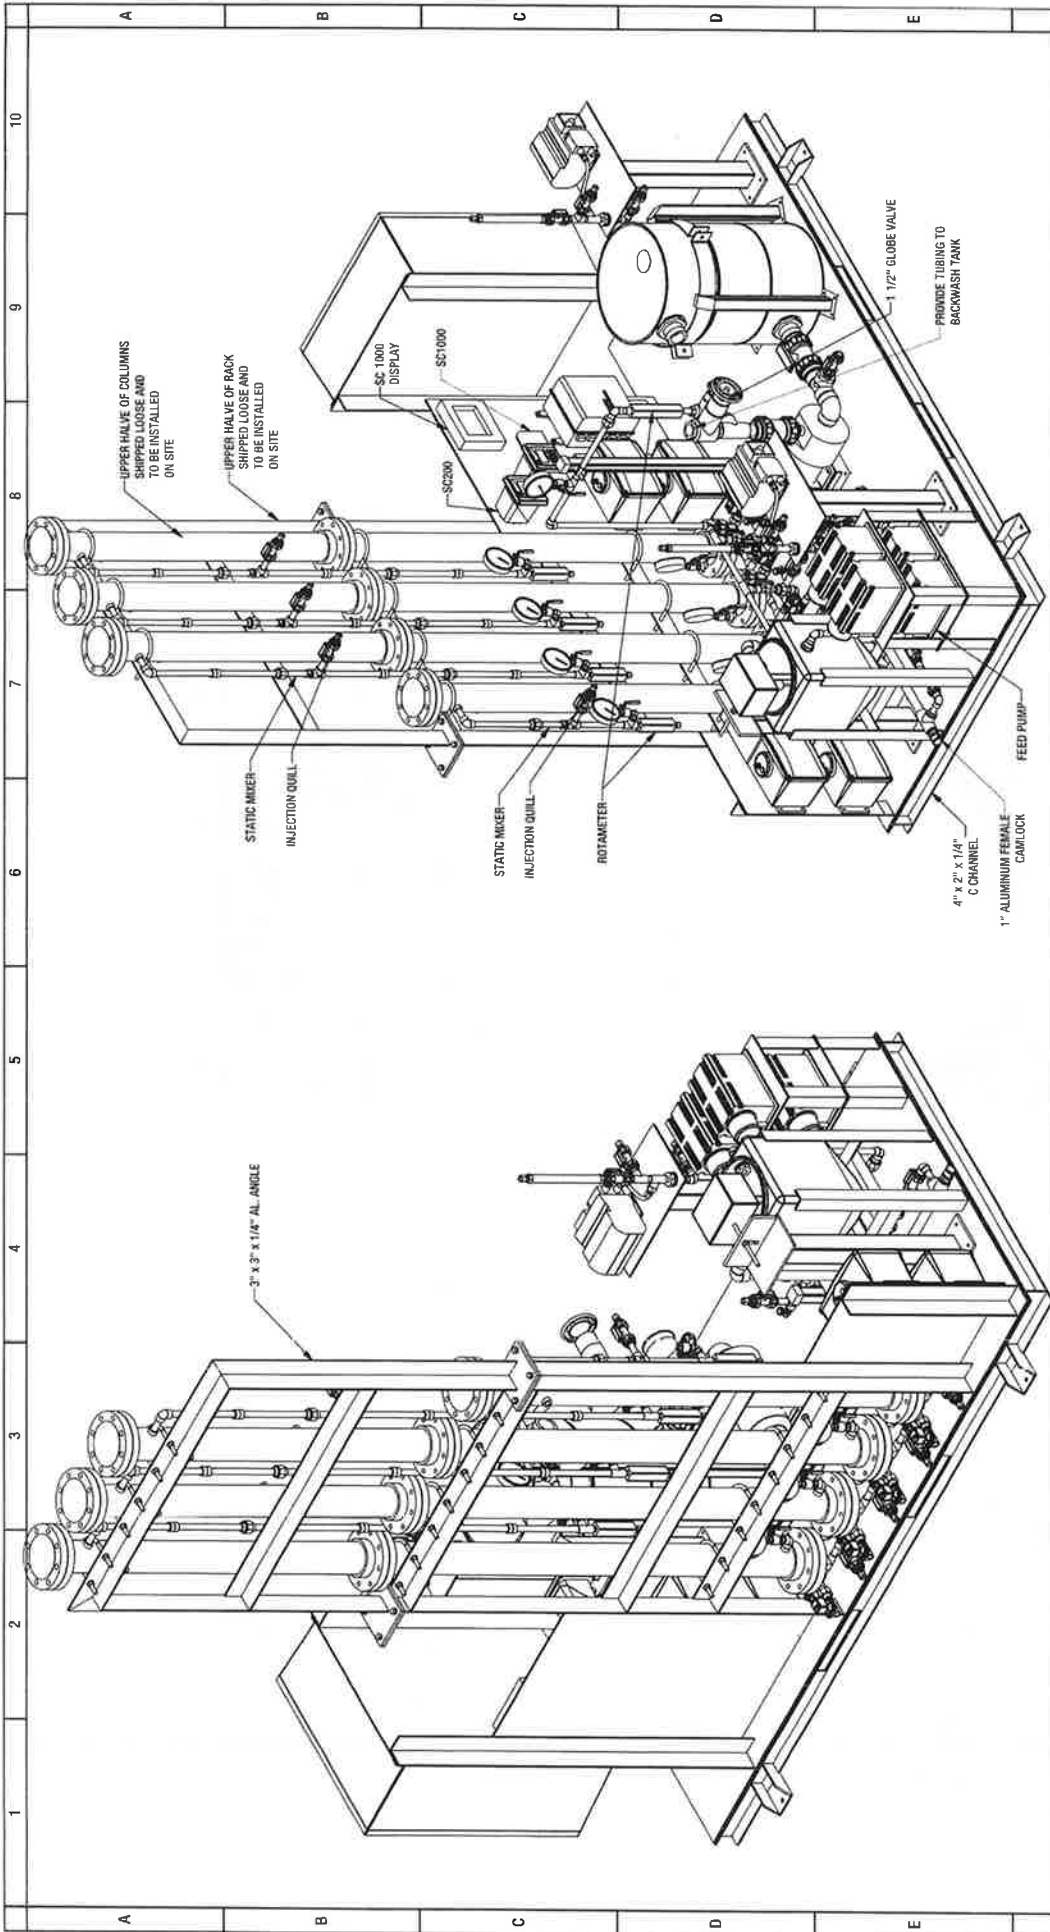 1
2
3
4
5
6
7
8
9
10
A
B
C
D
E
3" x 3" x 1/4" AL. ANGLE
UPPER HALVE OF COLUMNS
SHIPPED LOOSE AND
TO BE INSTALLED
ON SITE
UPPER HALVE OF RACK
SHIPPED LOOSE AND
TO BE INSTALLED
ON SITE
STATIC MIXER
INJECTION QUILL
SC 1000
DISPLAY
SC1000
SC200
STATIC MIXER
INJECTION QUILL
ROTAMETER
1 1/2" GLOBE VALVE
PROVIDE TUBING TO
BACKWASH TANK
4" x 2" x 1/4"
C CHANNEL
1" ALUMINUM FEMALE
CAMLOCK
FEED PUMP
A
B
C
D
E